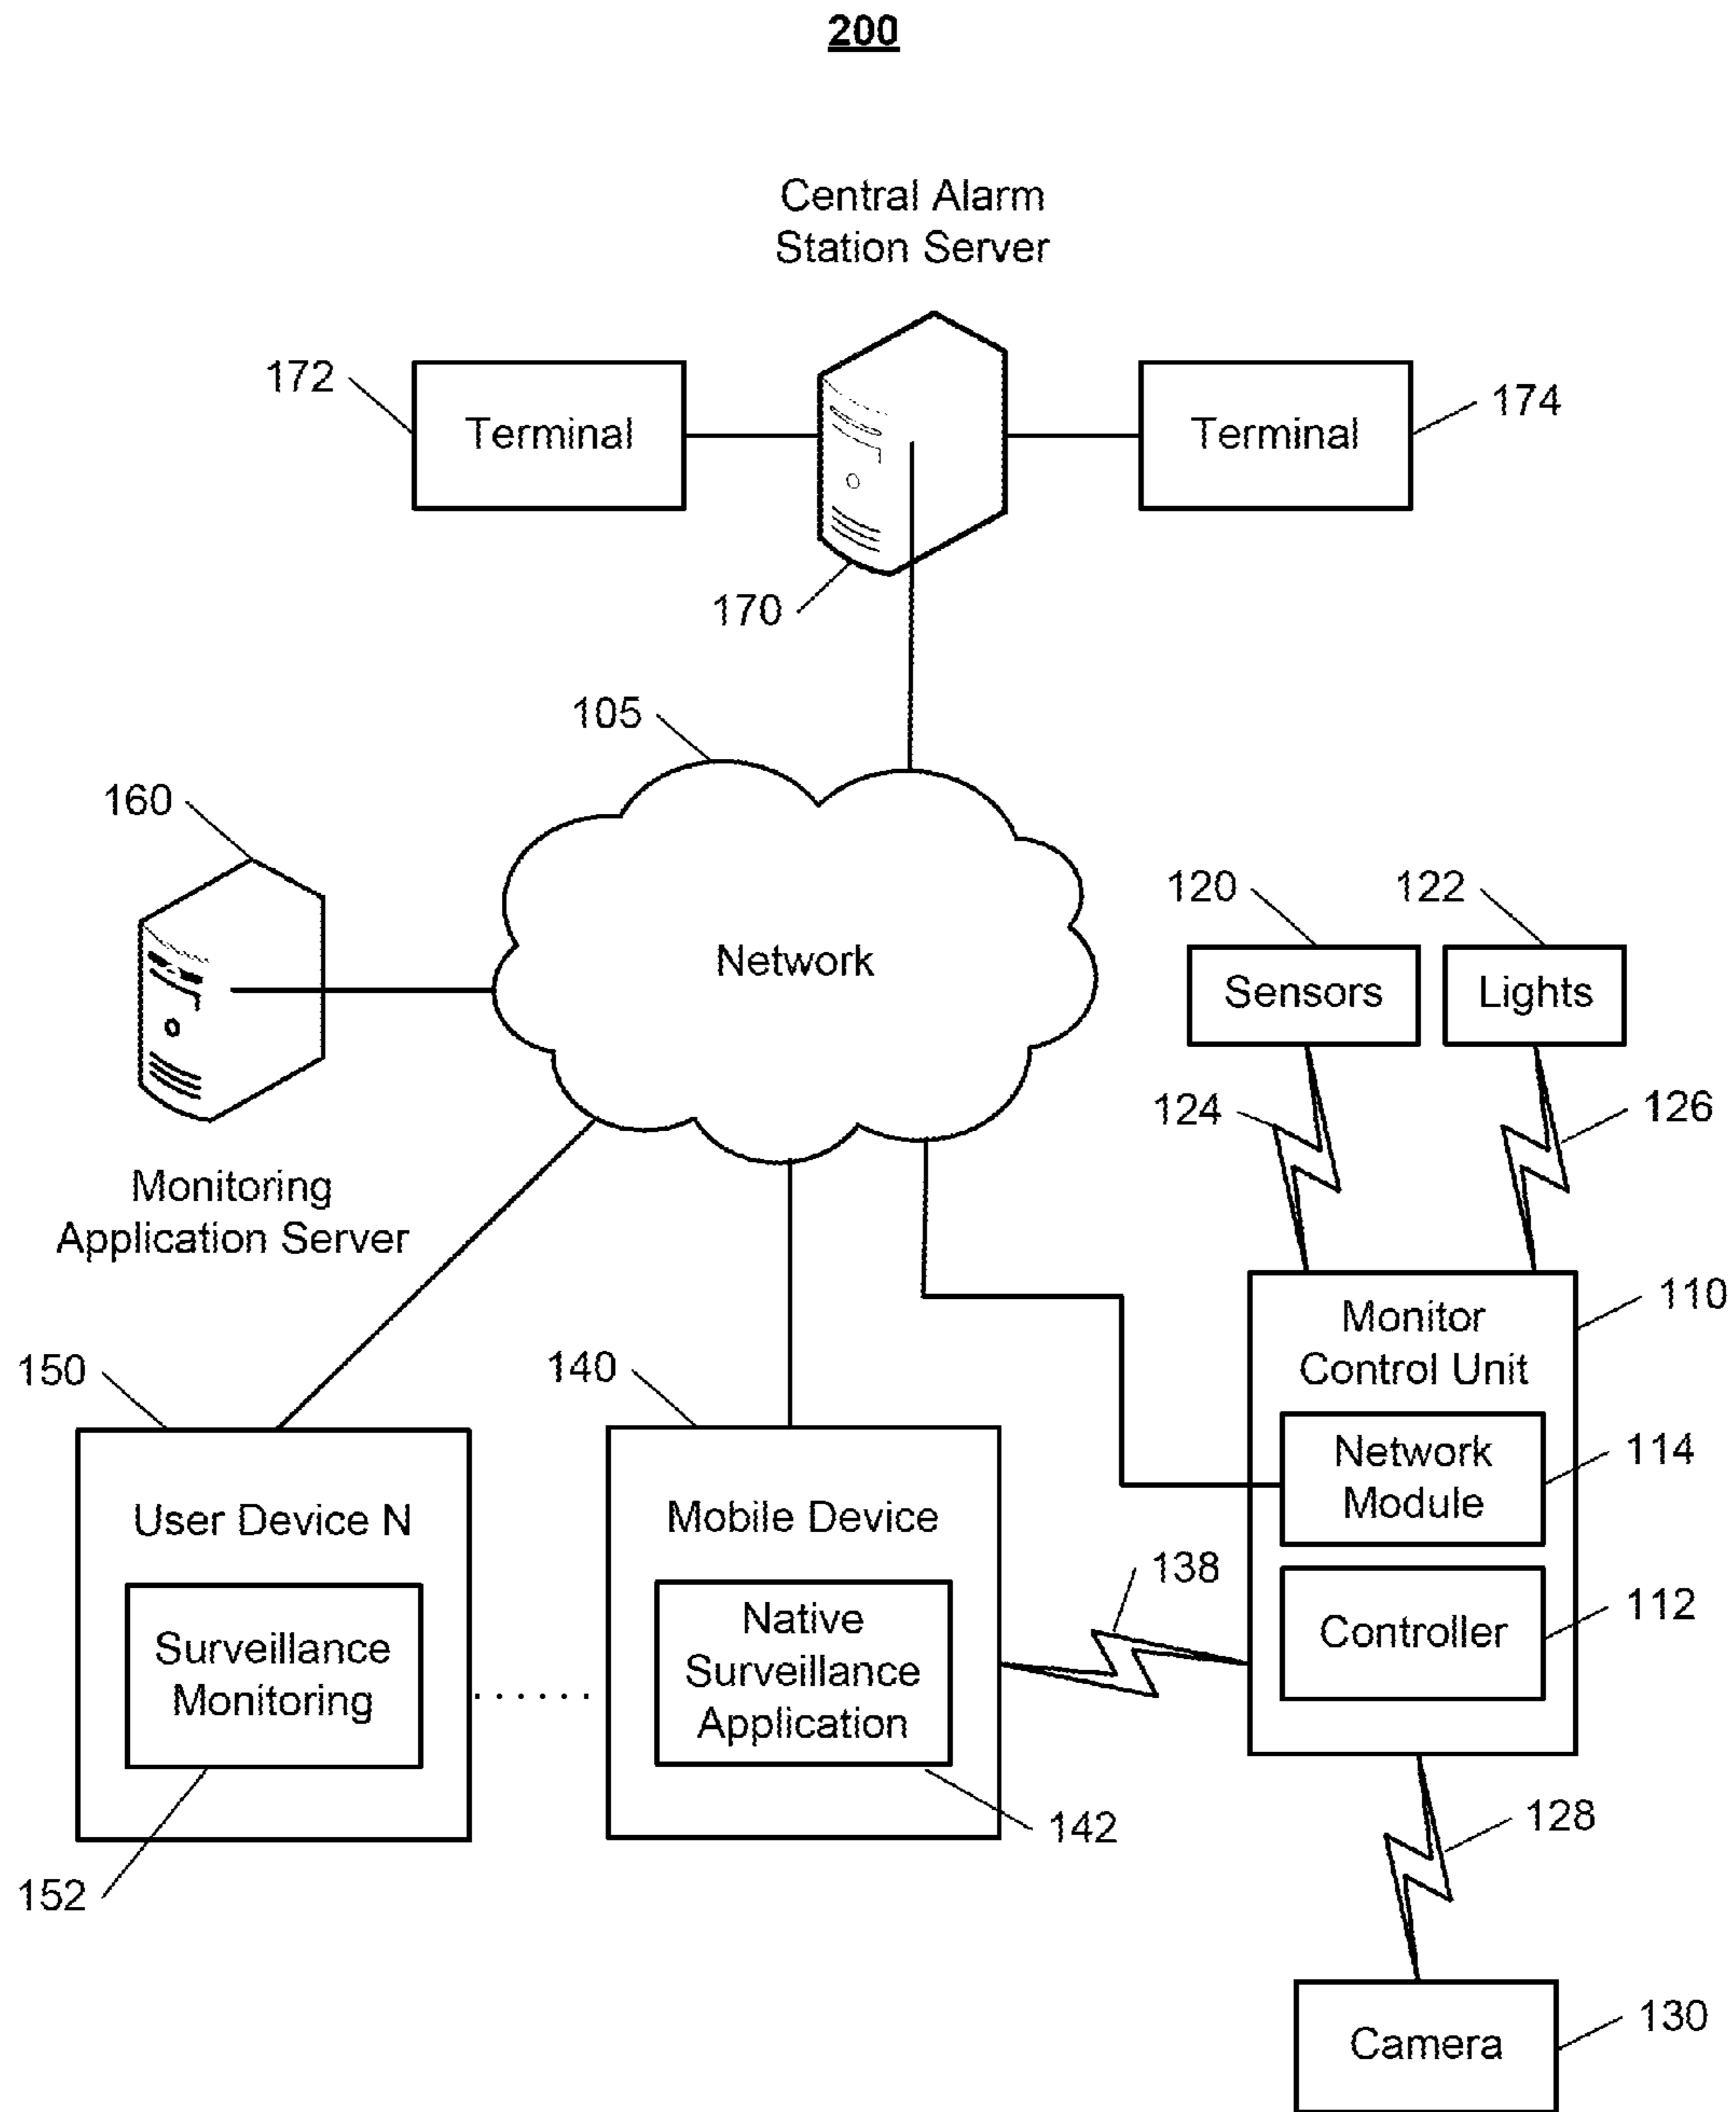 200
Central Alarm
Station Server
172
Terminal
Terminal
174
170
105
160
Network
120
122
Sensors
Lights
124
126
Monitoring
Application Server
110
Monitor
Control Unit
150
140
Network
Module
114
User Device N
Mobile Device
138
Controller
112
Surveillance
Monitoring
......
Native
Surveillance
Application
142
128
152
Camera
130